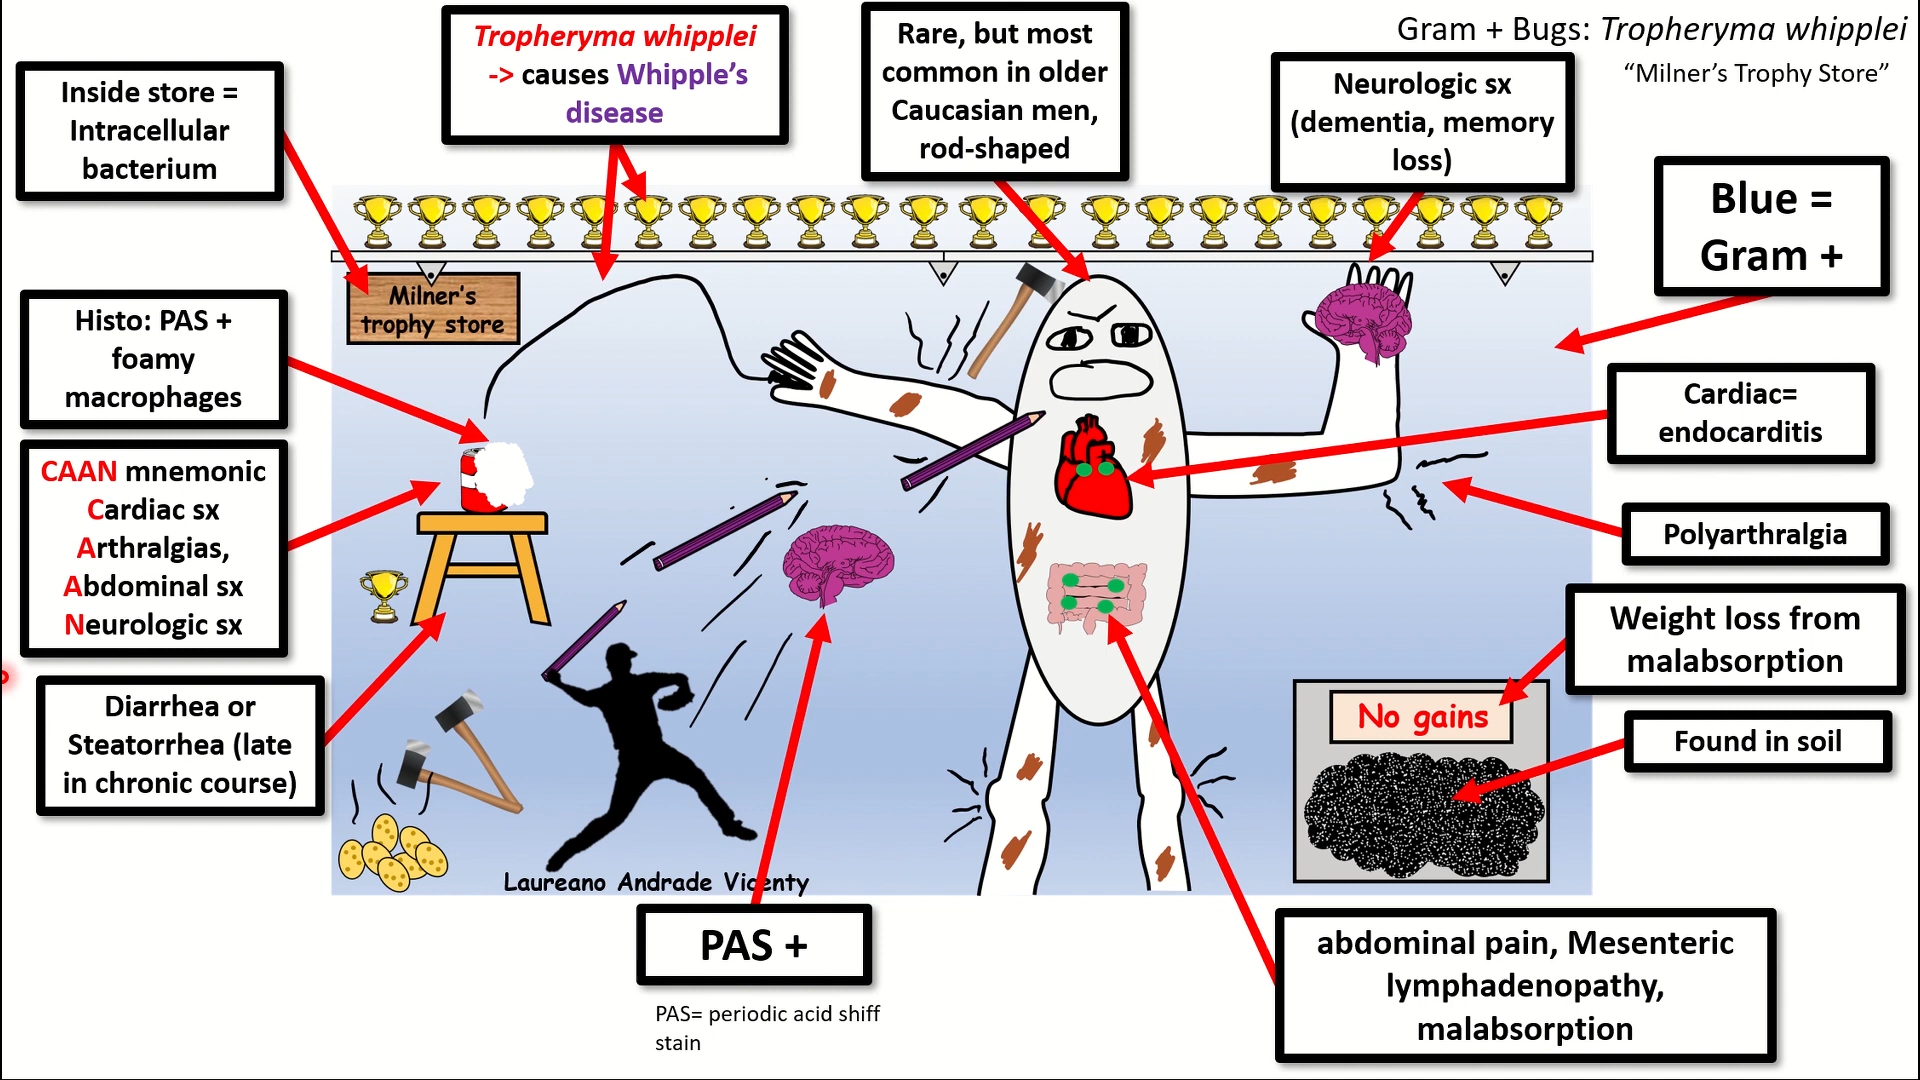 Gram + Bugs: Tropheryma whipplei
“Milner’s Trophy Store”
Inside store =
Intracellular
bacterium
Tropheryma whipplei
-> causes Whipple’s
disease
Rare, but most
common in older
Caucasian men,
rod-shaped
Neurologic sx
(dementia, memory
loss)
Blue =
Gram +
Milner's
trophy store
Histo: PAS +
foamy
macrophages
Cardiac=
endocarditis
CAAN mnemonic
Cardiac sx
Arthralgias,
Abdominal sx
Neurologic sx
Polyarthralgia
Weight loss from
malabsorption
Diarrhea or
Steatorrhea (late
in chronic course)
No gains
Found in soil
Laureano Andrade Vicenty
PAS +
PAS= periodic acid shiff
stain
abdominal pain, Mesenteric
lymphadenopathy,
malabsorption